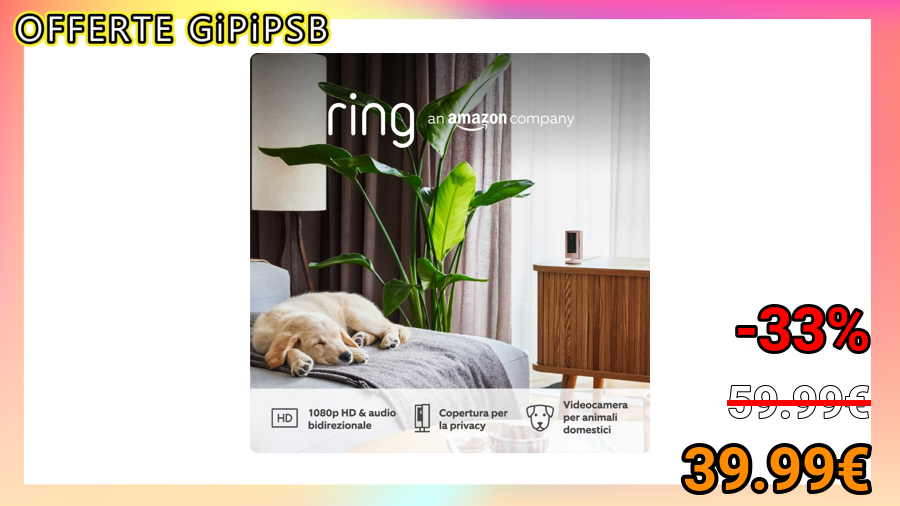 OFFERTE GiPiPSB
ring an amazon company
-33%
59.99€
39.99€
HD
1080p HD & audio
bidirezionale
Copertura per
la privacy
Videocamera
per animali
domestici